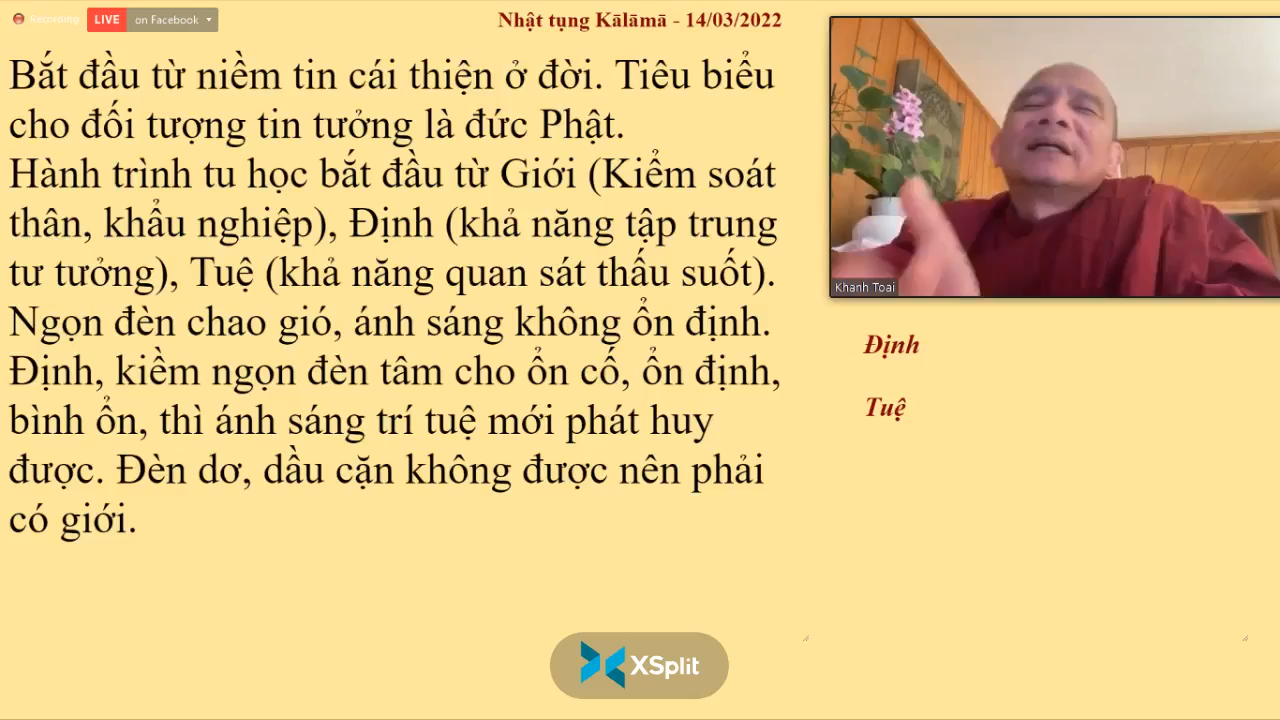 Recording
LIVE on Facebook
Nhật tụng Kālāmā - 14/03/2022
Bắt đầu từ niềm tin cái thiện ở đời. Tiêu biểu
cho đối tượng tin tưởng là đức Phật.
Hành trình tu học bắt đầu từ Giới (Kiểm soát
thân, khẩu nghiệp), Định (khả năng tập trung
tư tưởng), Tuệ (khả năng quan sát thấu suốt).
Ngọn đèn chao gió, ánh sáng không ổn định.
Định, kiềm ngọn đèn tâm cho ổn cố, ổn định,
bình ổn, thì ánh sáng trí tuệ mới phát huy
được. Đèn dơ, dầu cặn không được nên phải
có giới.
Khanh Toai
Định
Tuệ
XSplit